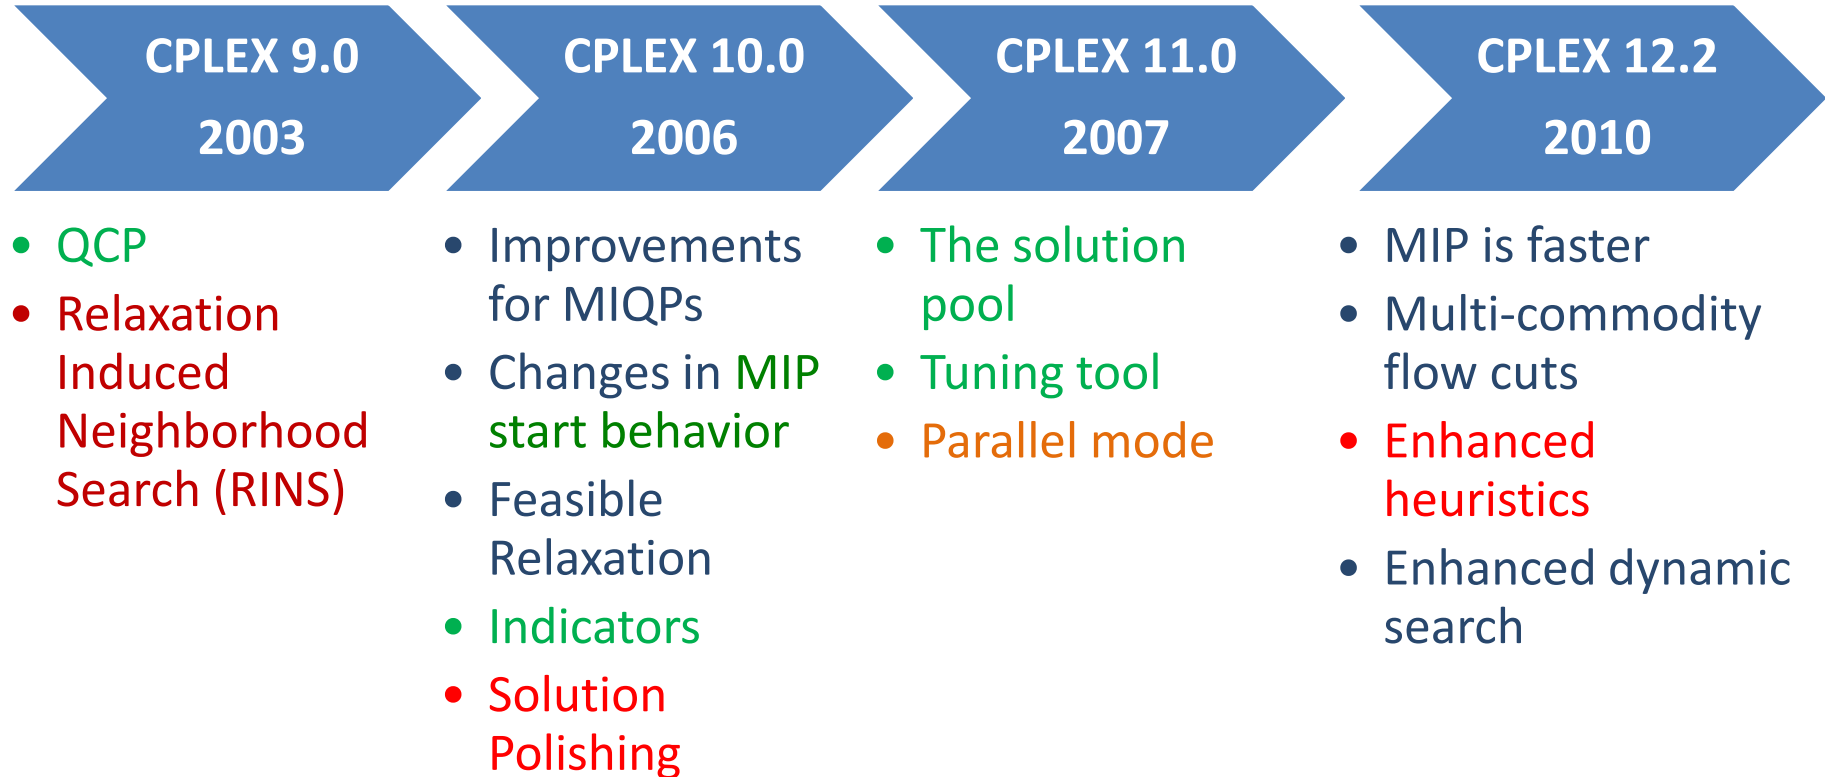 CPLEX 9.0
2003
• QCP
• Relaxation
Induced
Neighborhood
Search (RINS)
CPLEX 10.0
2006
• Improvements
for MIQPs
• Changes in MIP
start behavior
• Feasible
Relaxation
• Indicators
• Solution
Polishing
CPLEX 11.0
2007
• The solution
pool
• Tuning tool
• Parallel mode
CPLEX 12.2
2010
• MIP is faster
• Multi-commodity
flow cuts
• Enhanced
heuristics
• Enhanced dynamic
search